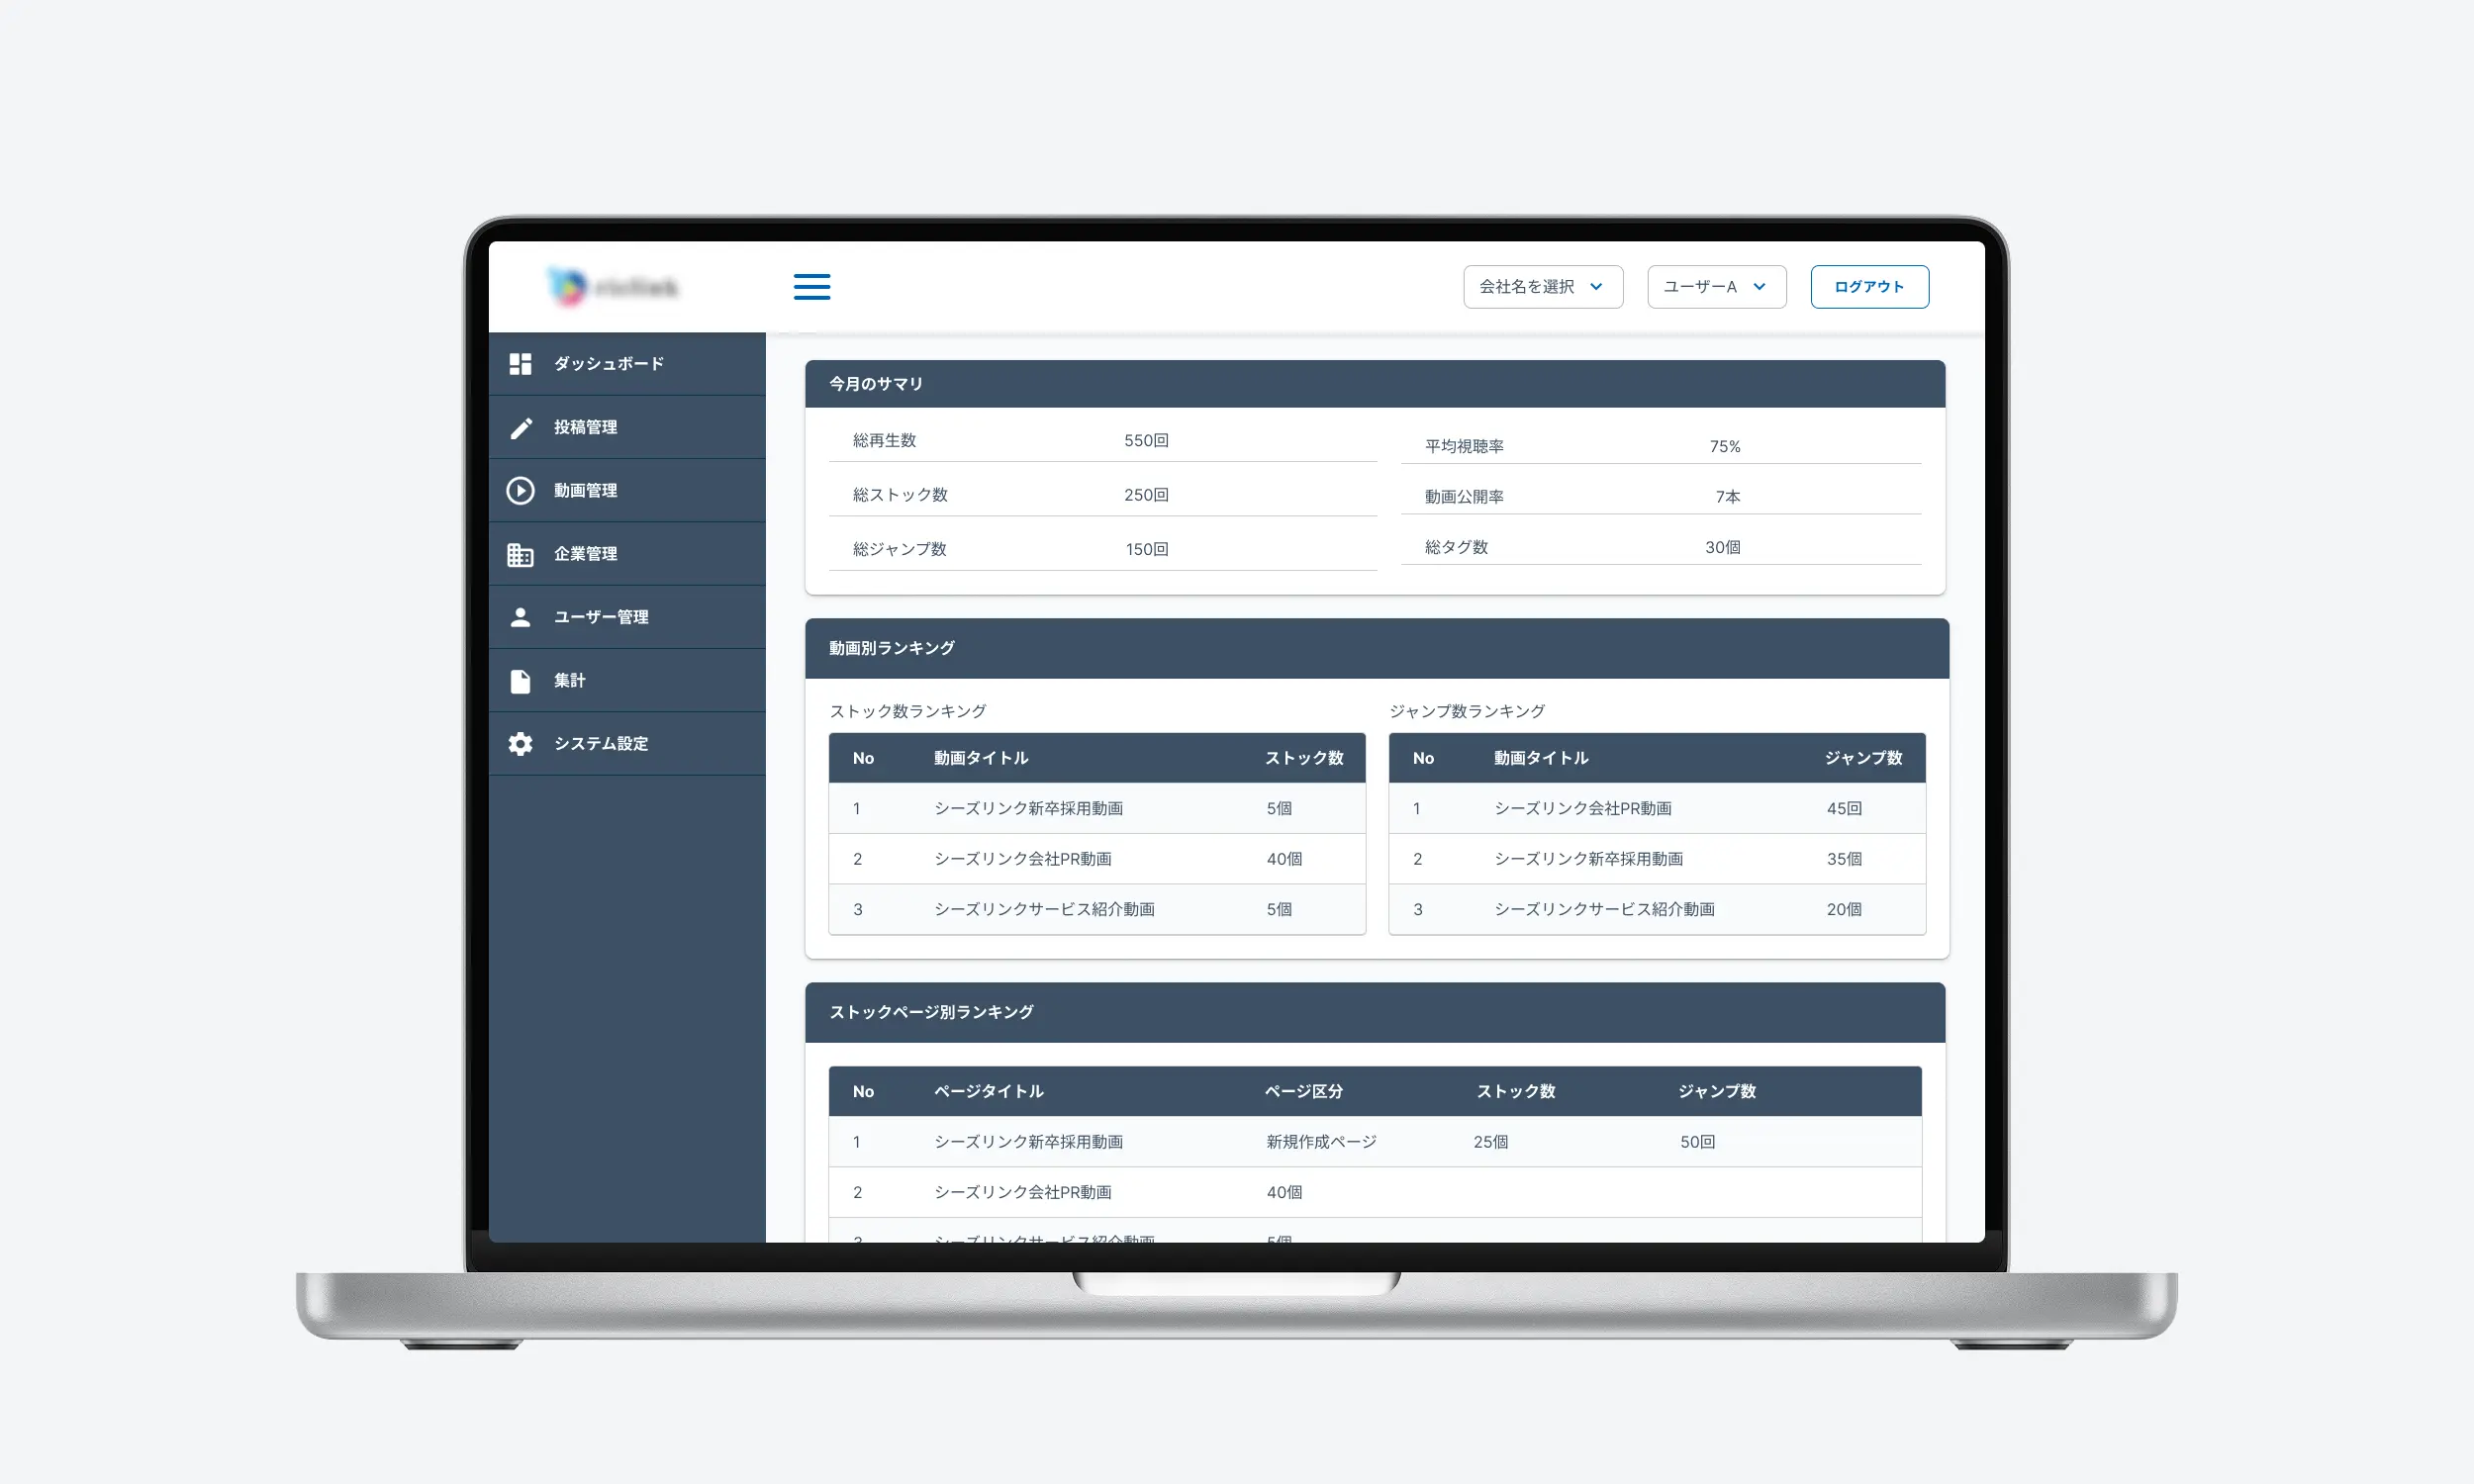 会社名を選択 ユーザーA ログアウト
ダッシュボード
投稿管理
動画管理
企業管理
ユーザー管理
集計
システム設定
今月のサマリ
総再生数 550回
総ストック数 250回
総ジャンプ数 150回
平均視聴率 75%
動画公開率 7本
総タグ数 30個
動画別ランキング
ストック数ランキング
No 動画タイトル ストック数
1 シーズリンク新卒採用動画 5個
2 シーズリンク会社PR動画 40個
3 シーズリンクサービス紹介動画 5個
ジャンプ数ランキング
No 動画タイトル ジャンプ数
1 シーズリンク会社PR動画 45回
2 シーズリンク新卒採用動画 35個
3 シーズリンクサービス紹介動画 20個
ストックページ別ランキング
No ページタイトル ページ区分 ストック数 ジャンプ数
1 シーズリンク新卒採用動画 新規作成ページ 25個 50回
2 シーズリンク会社PR動画 40個
3 シーズリンクサービス紹介動画 5個